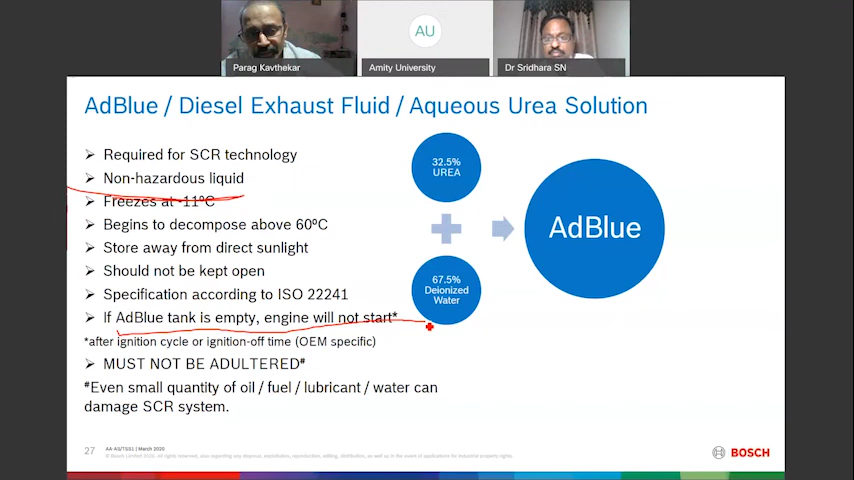 AU
Parag Kavthekar
Amity University
Dr Sridhara SN
AdBlue / Diesel Exhaust Fluid / Aqueous Urea Solution
➢ Required for SCR technology
➢ Non-hazardous liquid
➢ Freezes at -11ºC
➢ Begins to decompose above 60ºC
➢ Store away from direct sunlight
➢ Should not be kept open
➢ Specification according to ISO 22241
➢ If AdBlue tank is empty, engine will not start*
*after ignition cycle or ignition-off time (OEM specific)
➢ MUST NOT BE ADULTERED#
#Even small quantity of oil / fuel / lubricant / water can
damage SCR system.
32.5%
UREA
67.5%
Deionized
Water
AdBlue
27
AA-AS/TSS1 | March 2020
© Bosch Limited 2020. All rights reserved, also regarding any disposal, exploitation, reproduction, editing, distribution, as well as in the event of applications for industrial property rights.
BOSCH